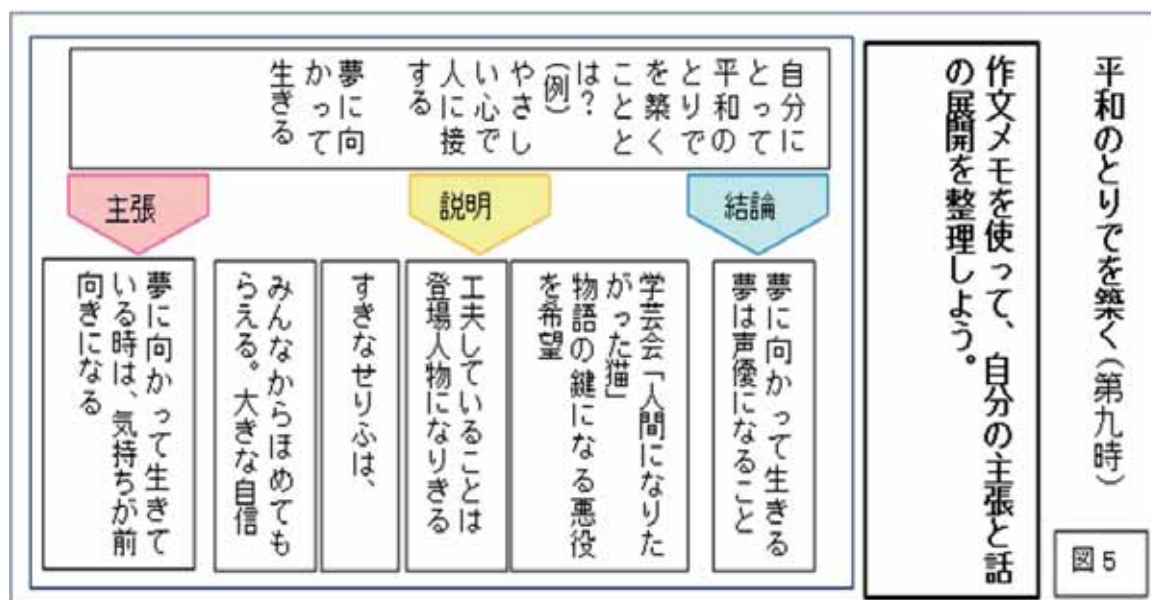 平和のとりでを築く(第九時)
図5
作文メモを使って、自分の主張と話
の展開を整理しよう。
自分に
とって
平和の
とりで
を築く
ことと
は?
(例)
やさし
い心で
人に接
する
夢に向
かって
生きる
結論
説明
主張
夢に向かって生きる
夢は声優になること
学芸会「人間になりた
がった猫」
物語の鍵になる悪役
を希望
工夫していることは
登場人物になりきる
すきなせりふは、
みんなからほめても
らえる。大きな自信
夢に向かって生きて
いる時は、気持ちが前
向きになる